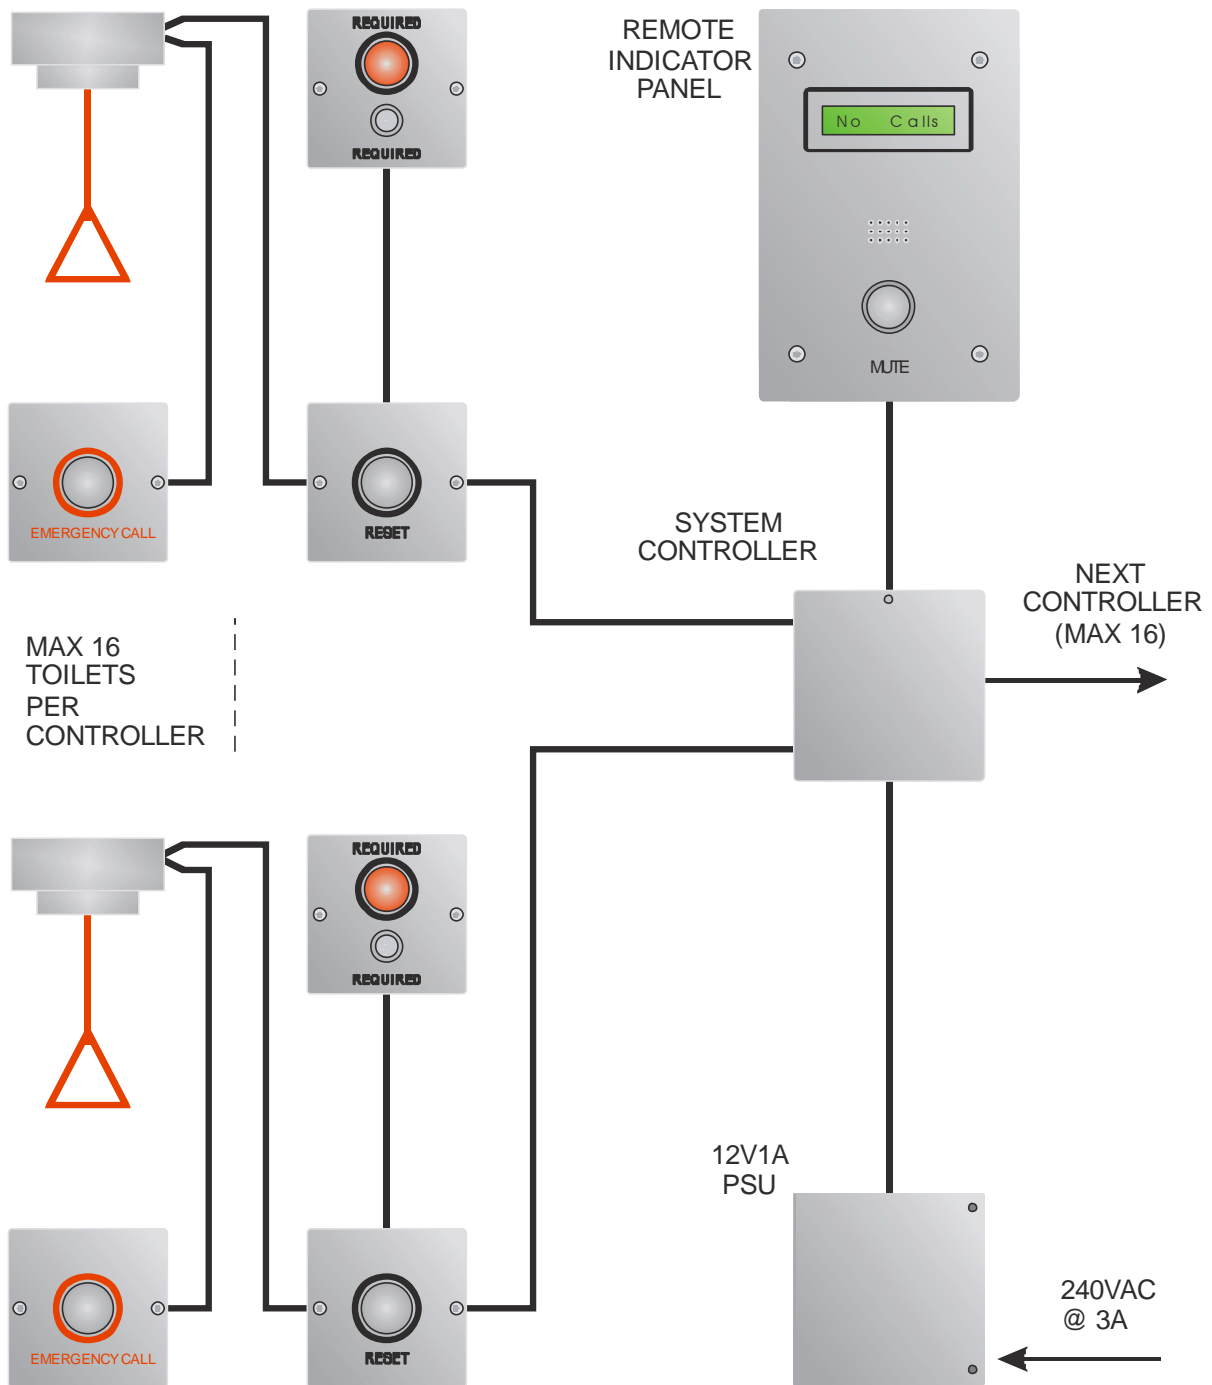 REQUIRED
REQUIRED
REMOTE
INDICATOR
PANEL
No Calls
MUTE
EMERGENCY CALL
RESET
SYSTEM
CONTROLLER
NEXT
CONTROLLER
(MAX 16)
MAX 16
TOILETS
PER
CONTROLLER
REQUIRED
REQUIRED
12V1A
PSU
240VAC
@ 3A
EMERGENCY CALL
RESET